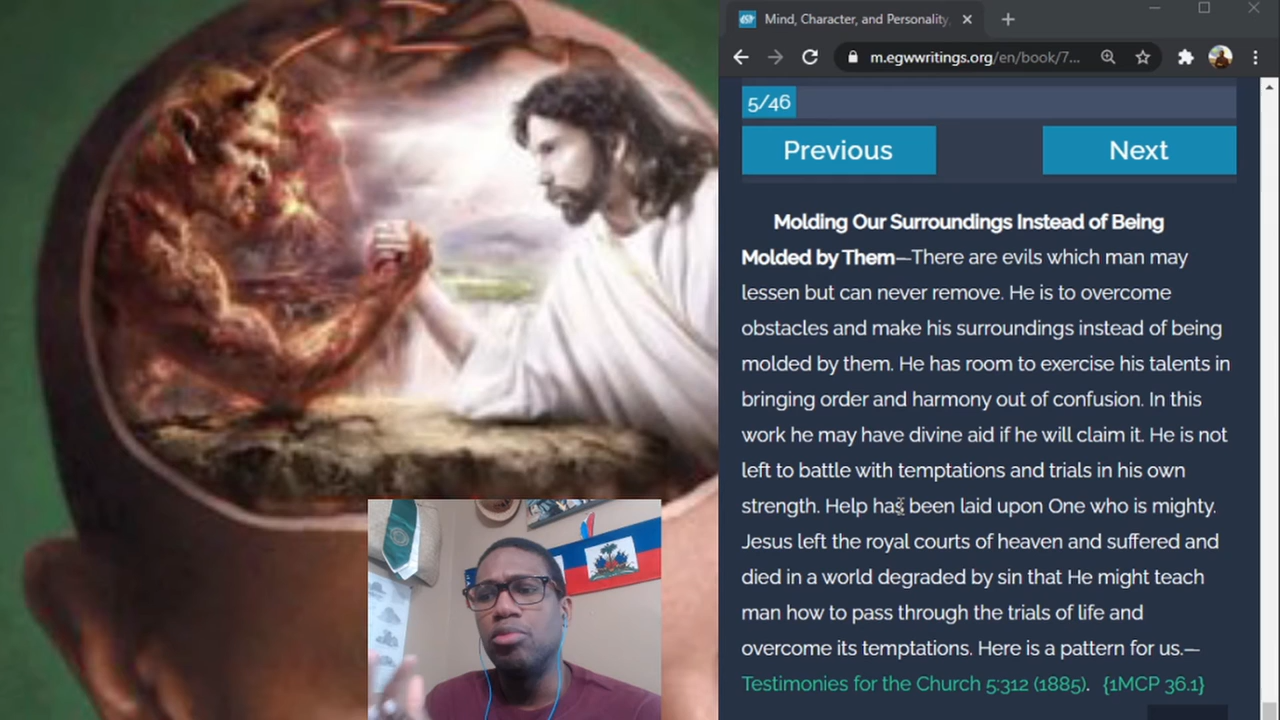 Mind, Character, and Personality,
m.egwwritings.org/en/book/7...
5/46
Previous
Next
Molding Our Surroundings Instead of Being
Molded by Them—There are evils which man may
lessen but can never remove. He is to overcome
obstacles and make his surroundings instead of being
molded by them. He has room to exercise his talents in
bringing order and harmony out of confusion. In this
work he may have divine aid if he will claim it. He is not
left to battle with temptations and trials in his own
strength. Help has been laid upon One who is mighty.
Jesus left the royal courts of heaven and suffered and
died in a world degraded by sin that He might teach
man how to pass through the trials of life and
overcome its temptations. Here is a pattern for us.—
Testimonies for the Church 5:312 (1885). {1MCP 36.1}